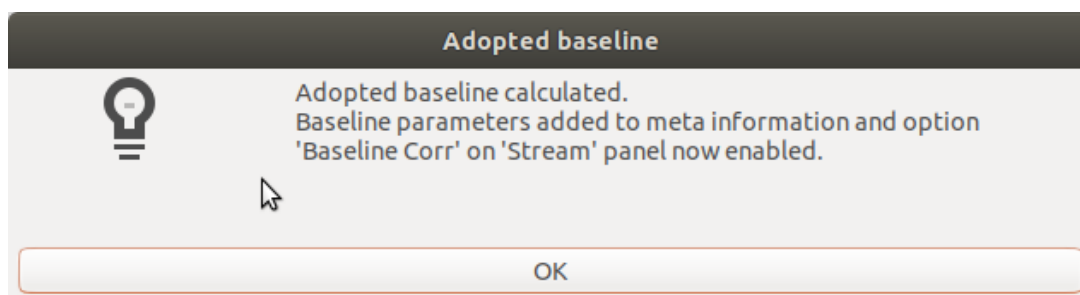 Adopted baseline
Adopted baseline calculated.
Baseline parameters added to meta information and option
'Baseline Corr' on 'Stream' panel now enabled.
OK